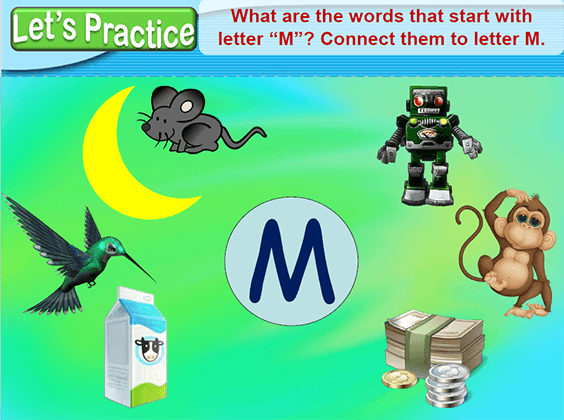 Let's Practice
What are the words that start with
letter “M”? Connect them to letter M.
M